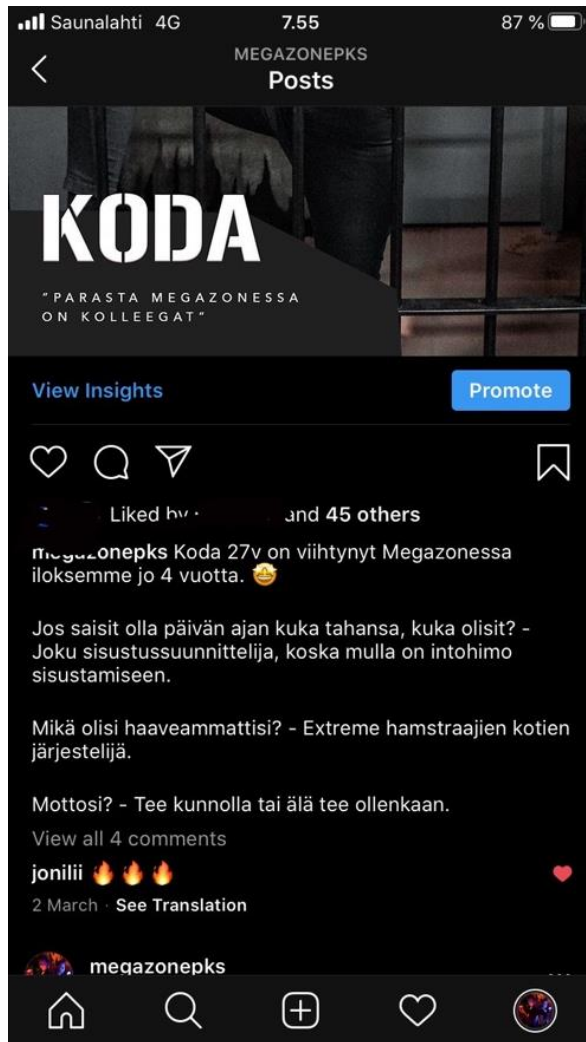 Saunalahti 4G 7.55 87 %
MEGAZONEPKS
Posts
KODA
"PARASTA MEGAZONESSA
ON KOLLEEGAT"
View Insights
Promote
Liked by and 45 others
megazonepks Koda 27v on viihtynyt Megazonessa
iloksemme jo 4 vuotta. 🤩
Jos saisit olla päivän ajan kuka tahansa, kuka olisit? -
Joku sisustussuunnittelija, koska mulla on intohimo
sisustamiseen.
Mikä olisi haaveammattisi? - Extreme hamstraajien kotien
järjestelijä.
Mottosi? - Tee kunnolla tai älä tee ollenkaan.
View all 4 comments
jonilii 🔥🔥🔥
2 March · See Translation
megazonepks